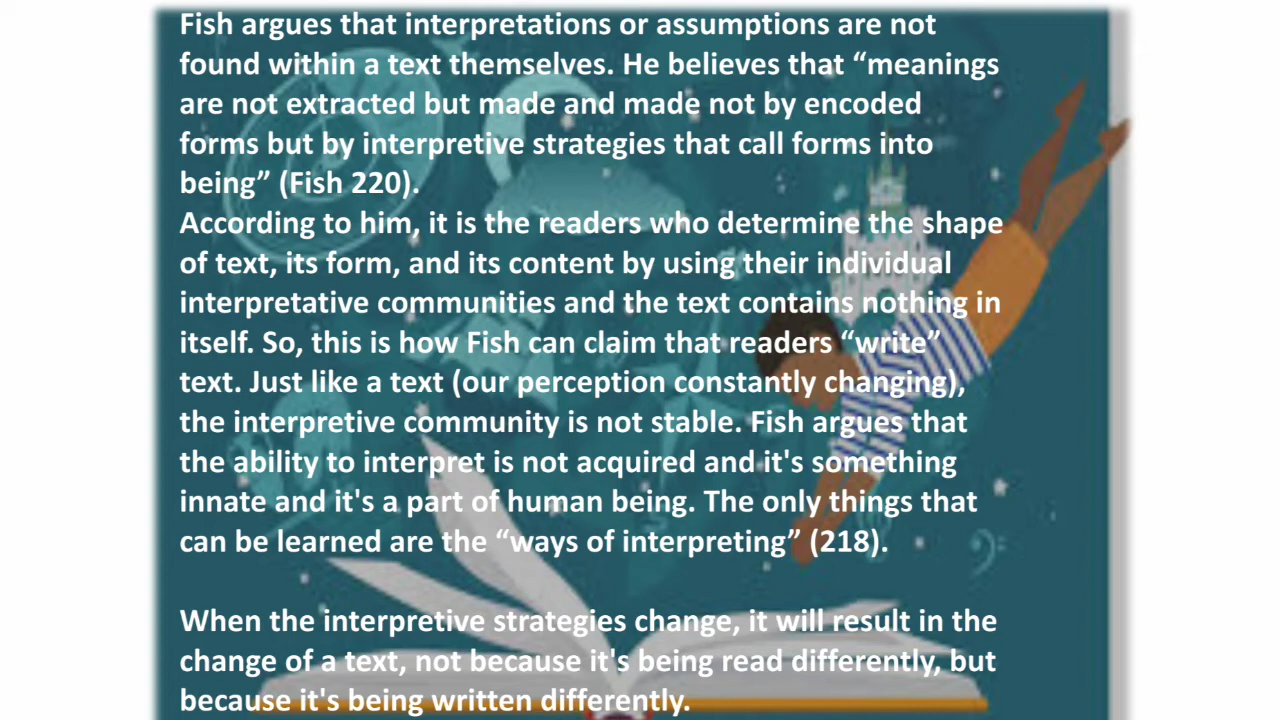 Fish argues that interpretations or assumptions are not
found within a text themselves. He believes that “meanings
are not extracted but made and made not by encoded
forms but by interpretive strategies that call forms into
being” (Fish 220).
According to him, it is the readers who determine the shape
of text, its form, and its content by using their individual
interpretative communities and the text contains nothing in
itself. So, this is how Fish can claim that readers “write”
text. Just like a text (our perception constantly changing),
the interpretive community is not stable. Fish argues that
the ability to interpret is not acquired and it's something
innate and it's a part of human being. The only things that
can be learned are the “ways of interpreting” (218).
When the interpretive strategies change, it will result in the
change of a text, not because it's being read differently, but
because it's being written differently.